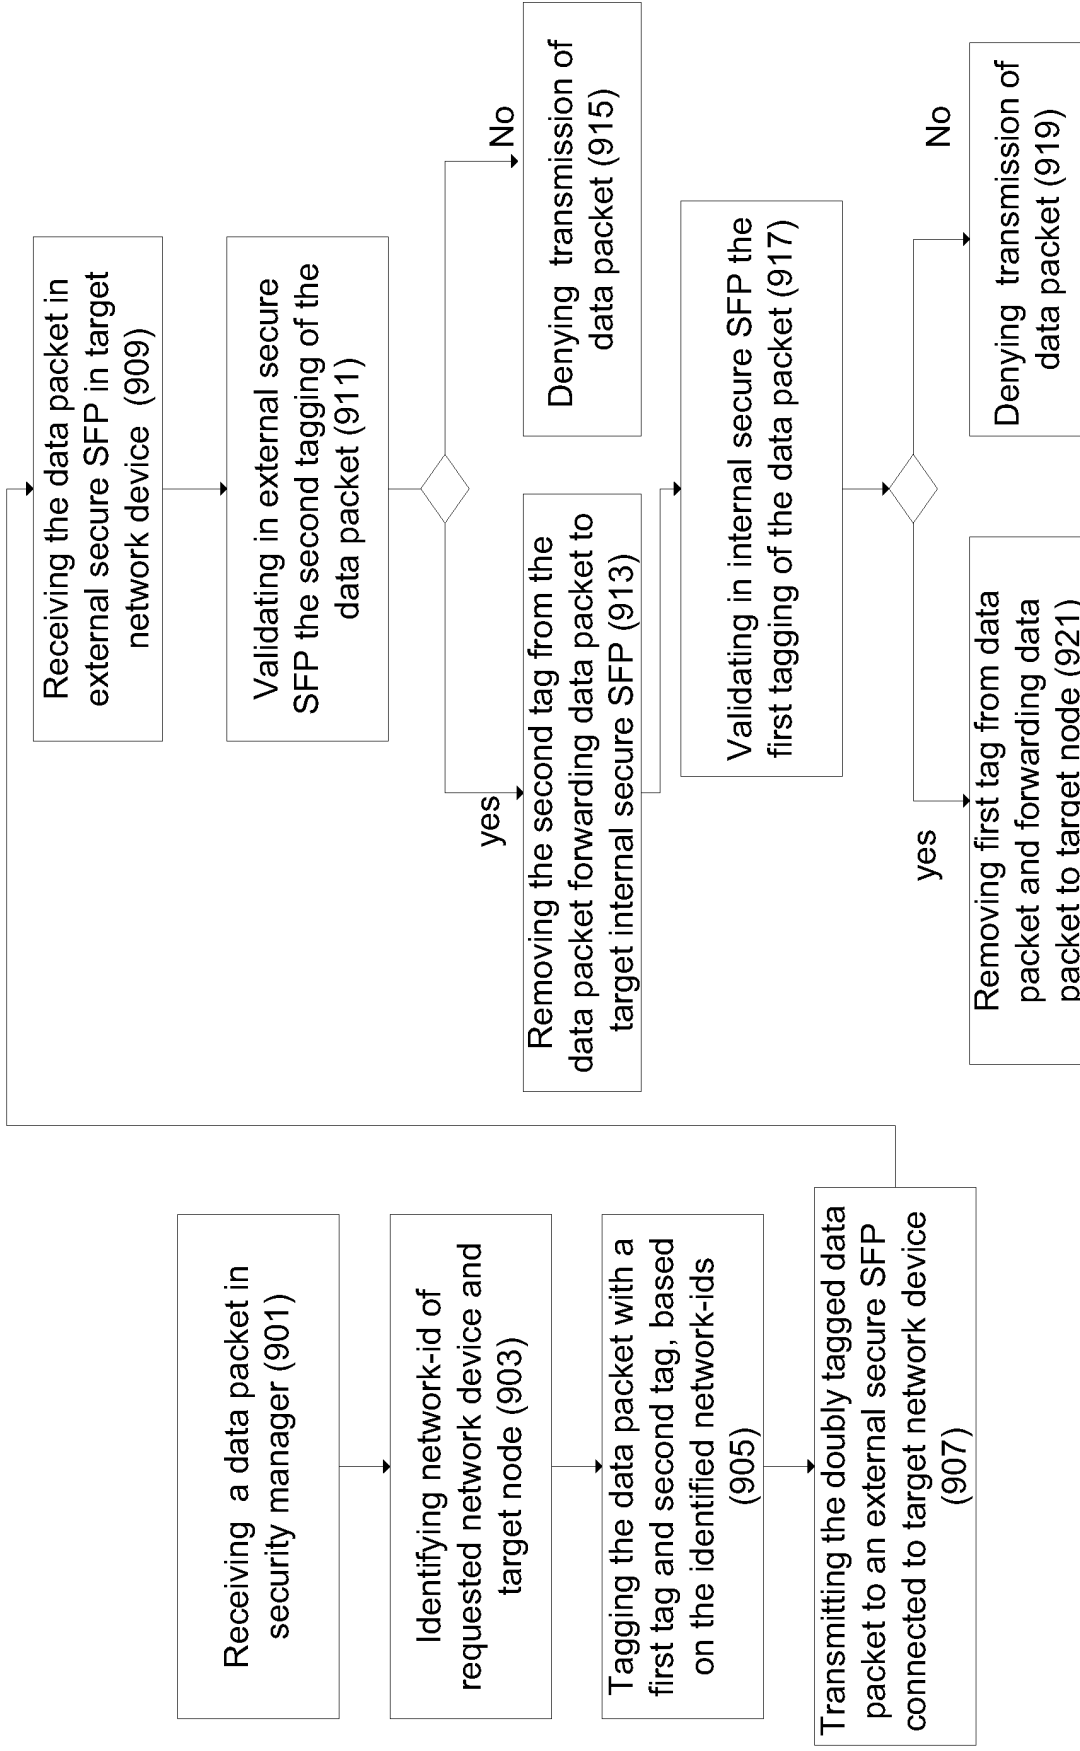 Receiving a data packet in
security manager (901)
Identifying network-id of
requested network device and
target node (903)
Tagging the data packet with a
first tag and second tag, based
on the identified network-ids
(905)
Transmitting the doubly tagged data
packet to an external secure SFP
connected to target network device
(907)
Receiving the data packet in
external secure SFP in target
network device (909)
Validating in external secure
SFP the second tagging of the
data packet (911)
yes
No
Removing the second tag from the
data packet forwarding data packet to
target internal secure SFP (913)
Denying transmission of
data packet (915)
Validating in internal secure SFP the
first tagging of the data packet (917)
yes
No
Removing first tag from data
packet and forwarding data
packet to target node (921)
Denying transmission of
data packet (919)